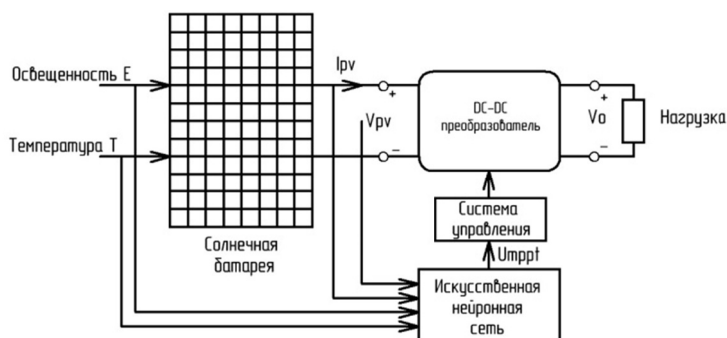 Освещенность E
Температура T
Солнечная
батарея
Ipv
Vpv
+
−
DC-DC
преобразователь
+
Vo
−
Нагрузка
Система
управления
Umppt
Искусственная
нейронная
сеть